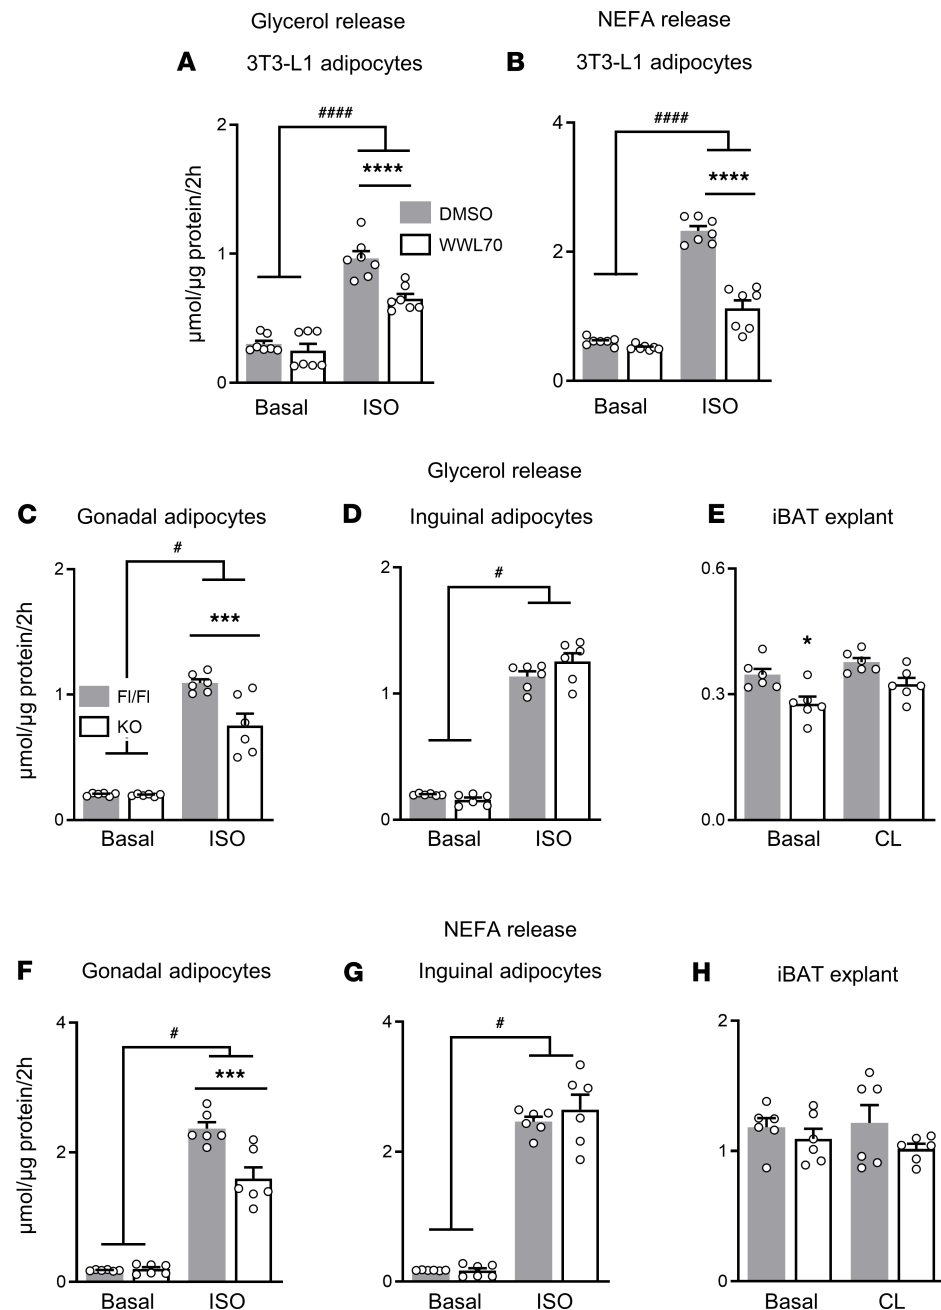 Glycerol release
NEFA release
A
3T3-L1 adipocytes
B
3T3-L1 adipocytes
####
####
2
4
****
****
μmol/μg protein/2h
DMSO
WWL70
1
2
0
0
Basal
ISO
Basal
ISO
Glycerol release
C
Gonadal adipocytes
D
Inguinal adipocytes
E
iBAT explant
#
#
2
2
0.6
***
*
μmol/μg protein/2h
Fl/Fl
KO
1
1
0.3
0
0
0.0
Basal
ISO
Basal
ISO
Basal
CL
NEFA release
F
Gonadal adipocytes
G
Inguinal adipocytes
H
iBAT explant
#
#
4
4
2
***
μmol/μg protein/2h
2
2
1
0
0
0
Basal
ISO
Basal
ISO
Basal
CL